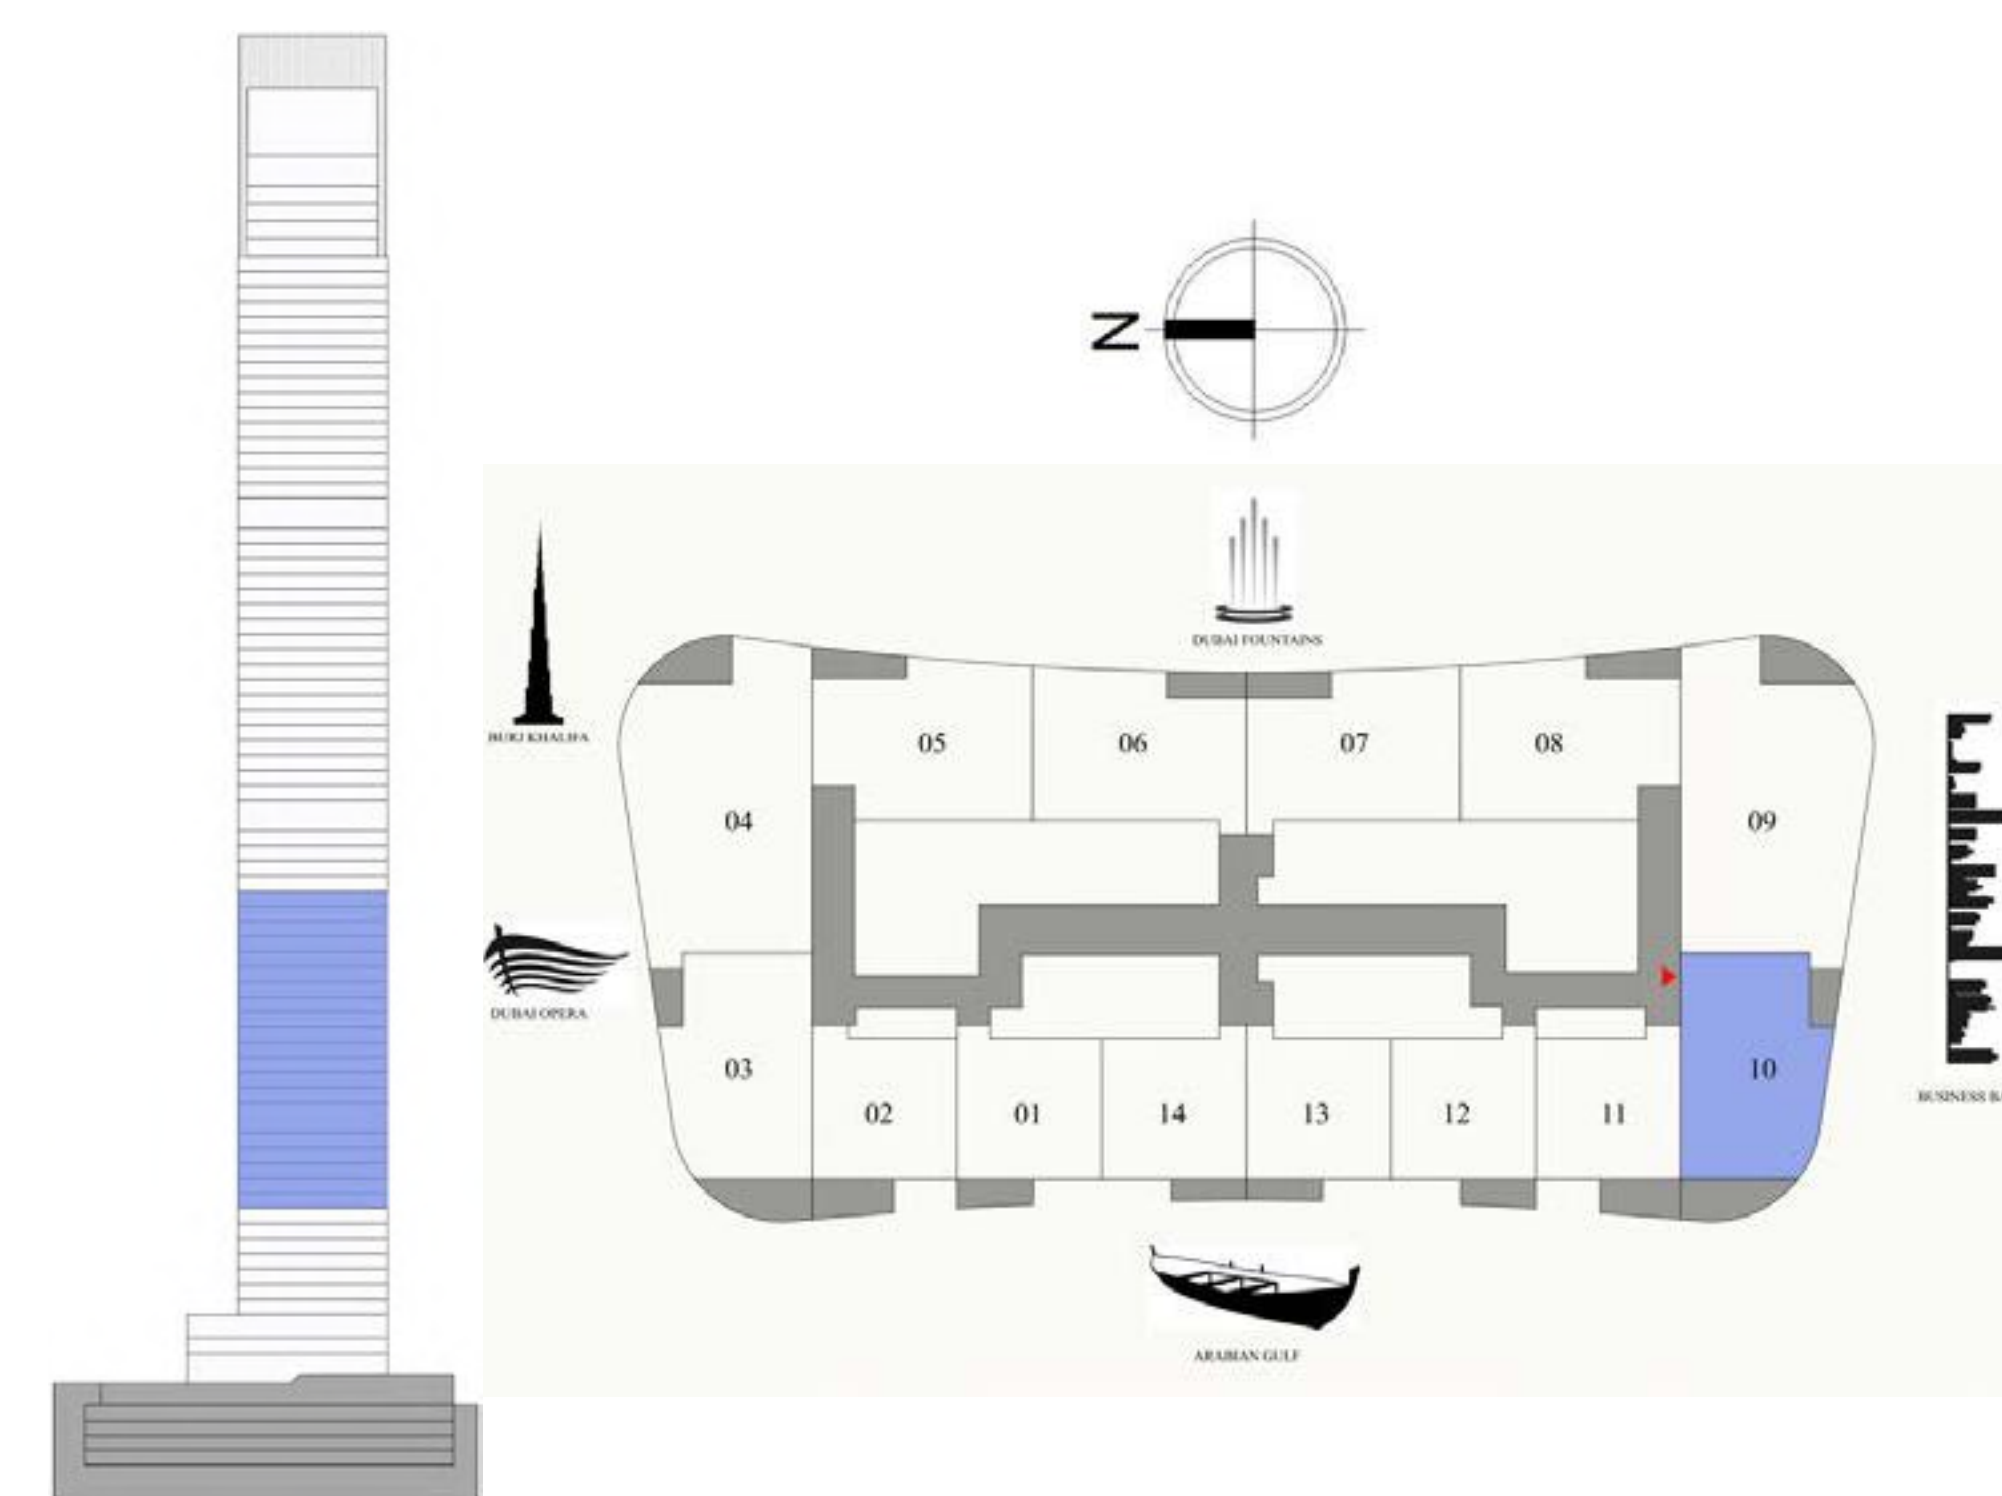 N
DUBAI FOUNTAINS
BURJ KHALIFA
05 06 07 08
04 09
DUBAI OPERA
03 10
BUSINESS
02 01 14 13 12 11
ARABIAN GULF